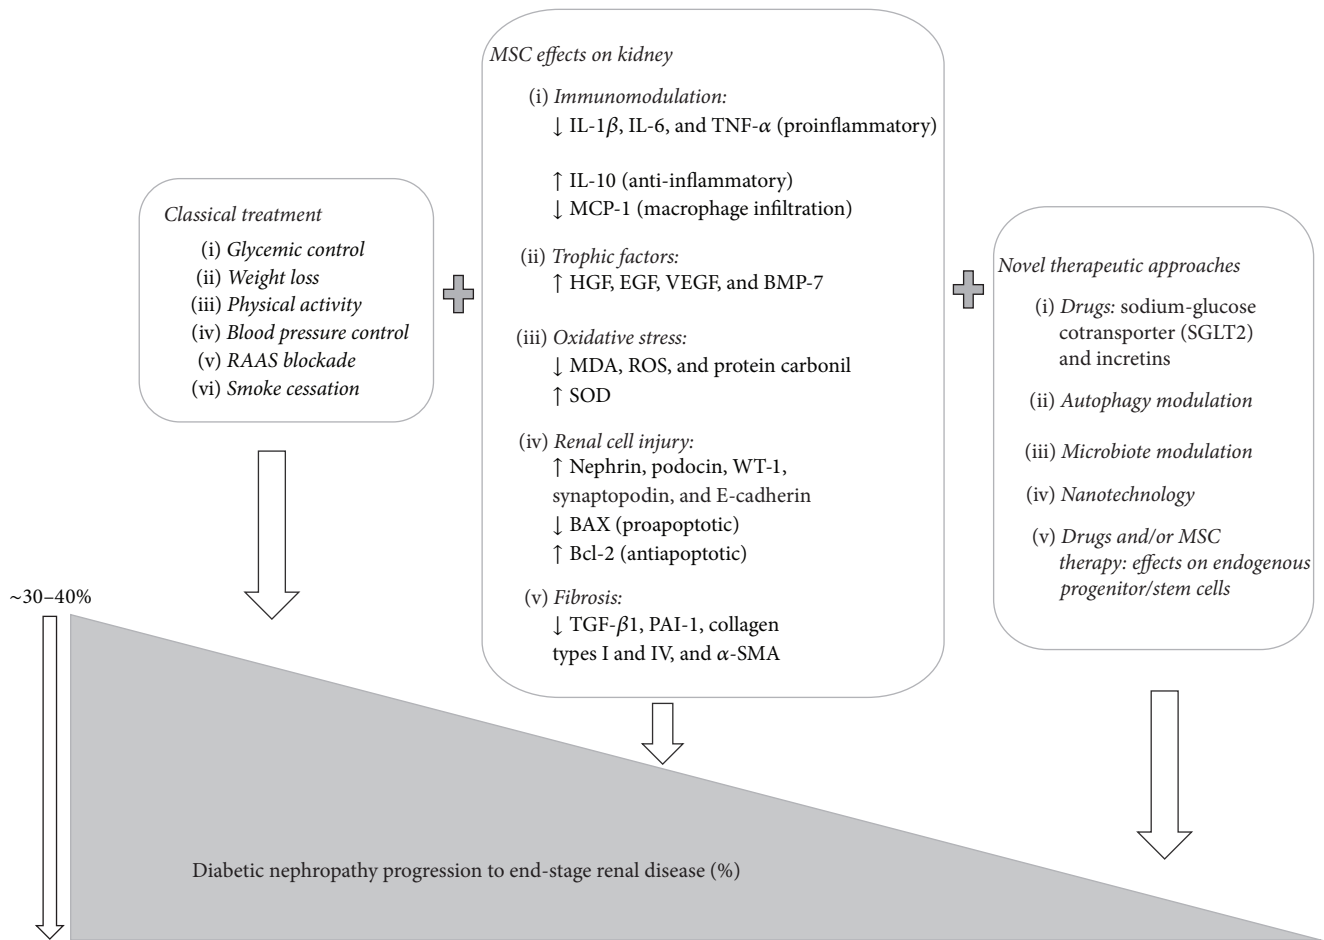 MSC effects on kidney
(i) Immunomodulation:
↓ IL-1β, IL-6, and TNF-α (proinflammatory)
↑ IL-10 (anti-inflammatory)
↓ MCP-1 (macrophage infiltration)
(ii) Trophic factors:
↑ HGF, EGF, VEGF, and BMP-7
(iii) Oxidative stress:
↓ MDA, ROS, and protein carbonil
↑ SOD
(iv) Renal cell injury:
↑ Nephrin, podocin, WT-1,
synaptopodin, and E-cadherin
↓ BAX (proapoptotic)
↑ Bcl-2 (antiapoptotic)
(v) Fibrosis:
↓ TGF-β1, PAI-1, collagen
types I and IV, and α-SMA
Classical treatment
(i) Glycemic control
(ii) Weight loss
(iii) Physical activity
(iv) Blood pressure control
(v) RAAS blockade
(vi) Smoke cessation
Novel therapeutic approaches
(i) Drugs: sodium-glucose
cotransporter (SGLT2)
and incretins
(ii) Autophagy modulation
(iii) Microbiote modulation
(iv) Nanotechnology
(v) Drugs and/or MSC
therapy: effects on endogenous
progenitor/stem cells
~30–40%
Diabetic nephropathy progression to end-stage renal disease (%)